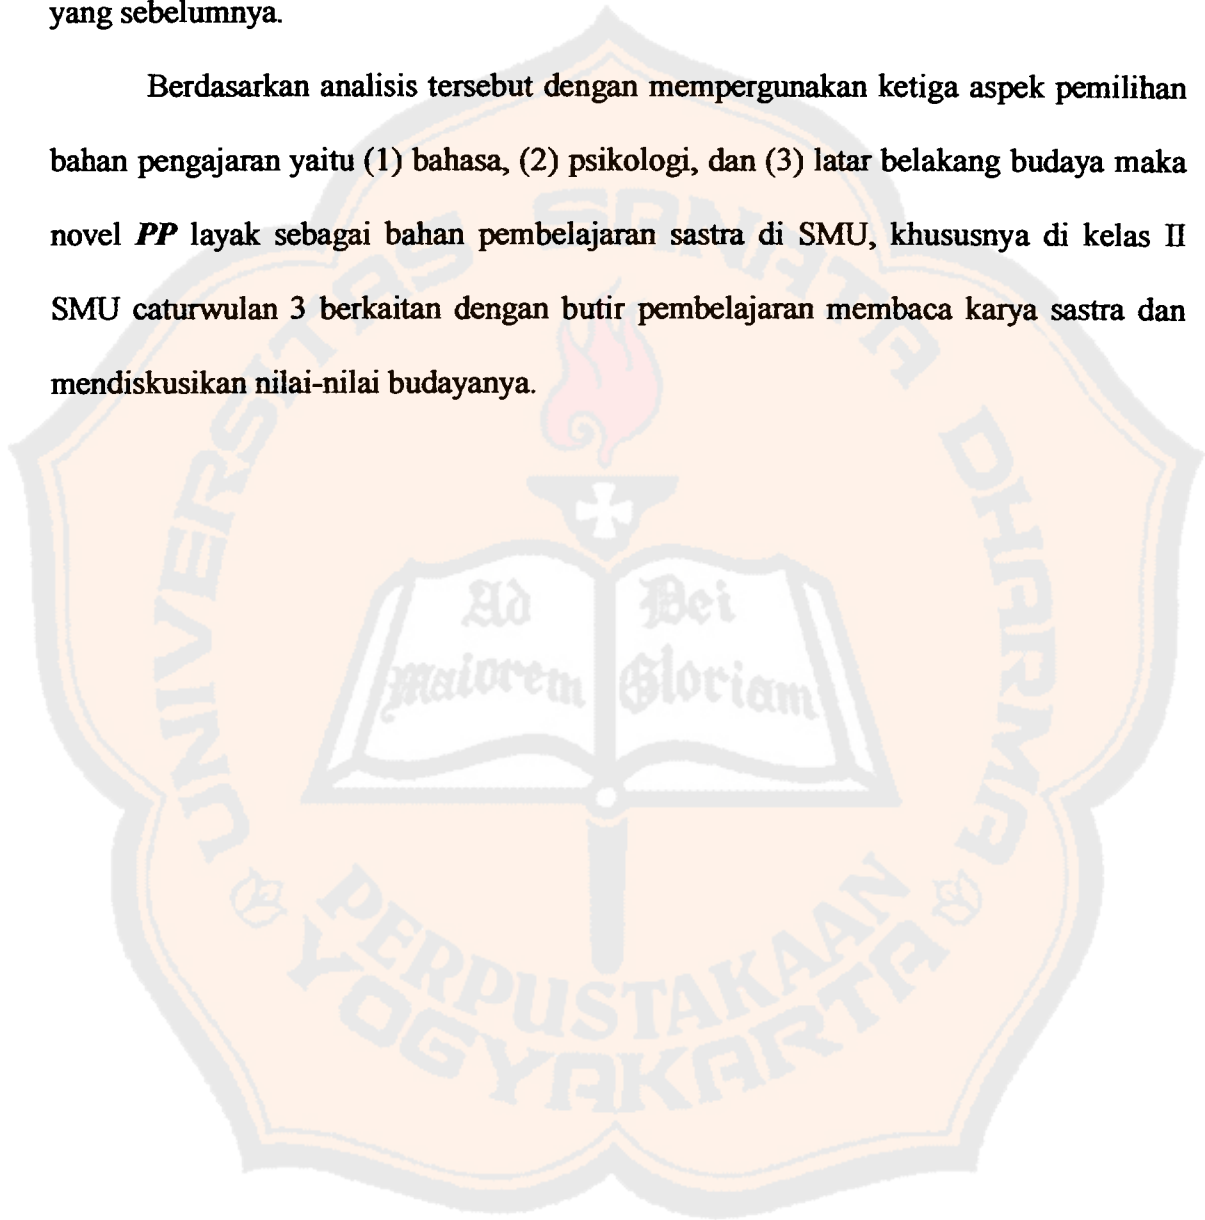 yang sebelumnya.
Berdasarkan analisis tersebut dengan mempergunakan ketiga aspek pemilihan
bahan pengajaran yaitu (1) bahasa, (2) psikologi, dan (3) latar belakang budaya maka
novel PP layak sebagai bahan pembelajaran sastra di SMU, khususnya di kelas II
SMU caturwulan 3 berkaitan dengan butir pembelajaran membaca karya sastra dan
mendiskusikan nilai-nilai budayanya.
UNIVERSITAS SANATA DHARMA
Ad Dei
Maiorem Gloriam
PERPUSTAKAAN
YOGYAKARTA